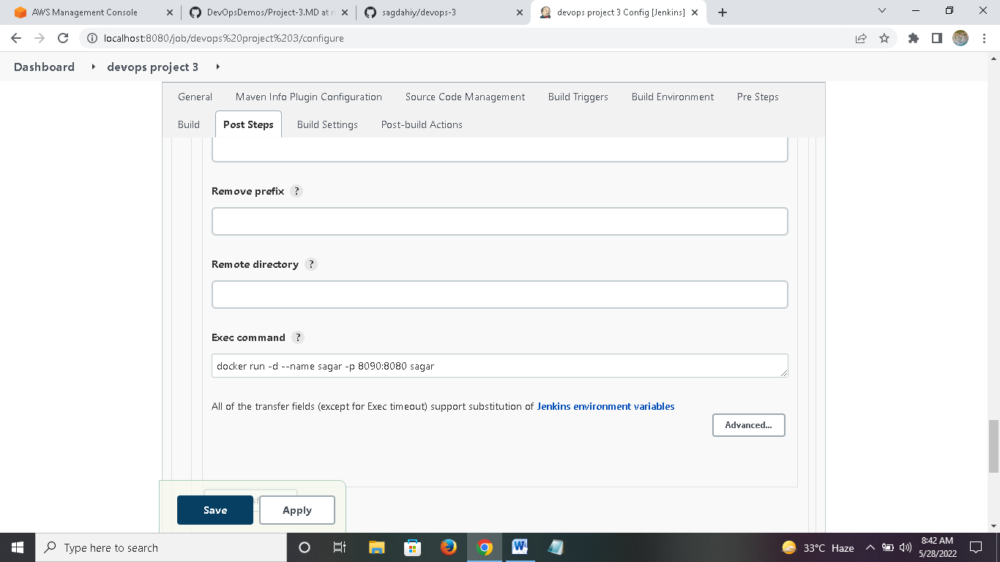 AWS Management Console
DevOpsDemos/Project-3.MD at m
sagdahiy/devops-3
devops project 3 Config [Jenkins]
localhost:8080/job/devops%20project%203/configure
Dashboard
devops project 3
General
Maven Info Plugin Configuration
Source Code Management
Build Triggers
Build Environment
Pre Steps
Build
Post Steps
Build Settings
Post-build Actions
Remove prefix ?
Remote directory ?
Exec command ?
docker run -d --name sagar -p 8090:8080 sagar
All of the transfer fields (except for Exec timeout) support substitution of Jenkins environment variables
Advanced...
Save
Apply
Type here to search
33°C Haze
8:42 AM
5/28/2022